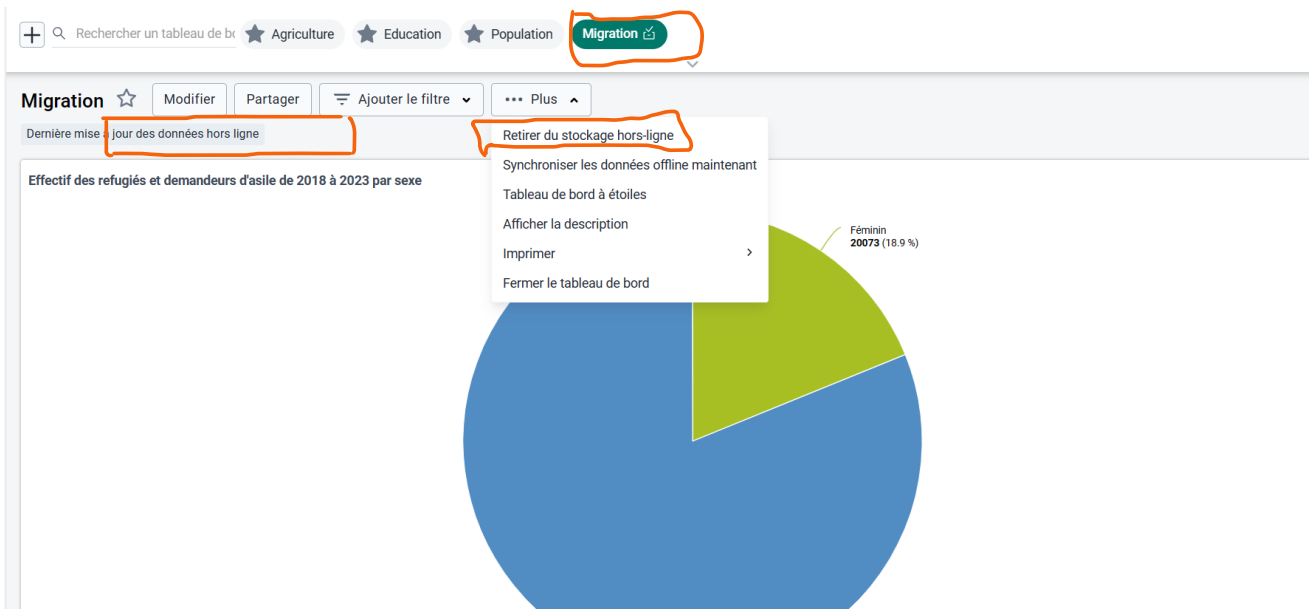 Rechercher un tableau de bo
Agriculture
Education
Population
Migration
Migration
Modifier
Partager
Ajouter le filtre
Plus
Dernière mise à jour des données hors ligne
Retirer du stockage hors-ligne
Synchroniser les données offline maintenant
Tableau de bord à étoiles
Afficher la description
Imprimer
Fermer le tableau de bord
Effectif des refugiés et demandeurs d'asile de 2018 à 2023 par sexe
Féminin
20073 (18.9 %)